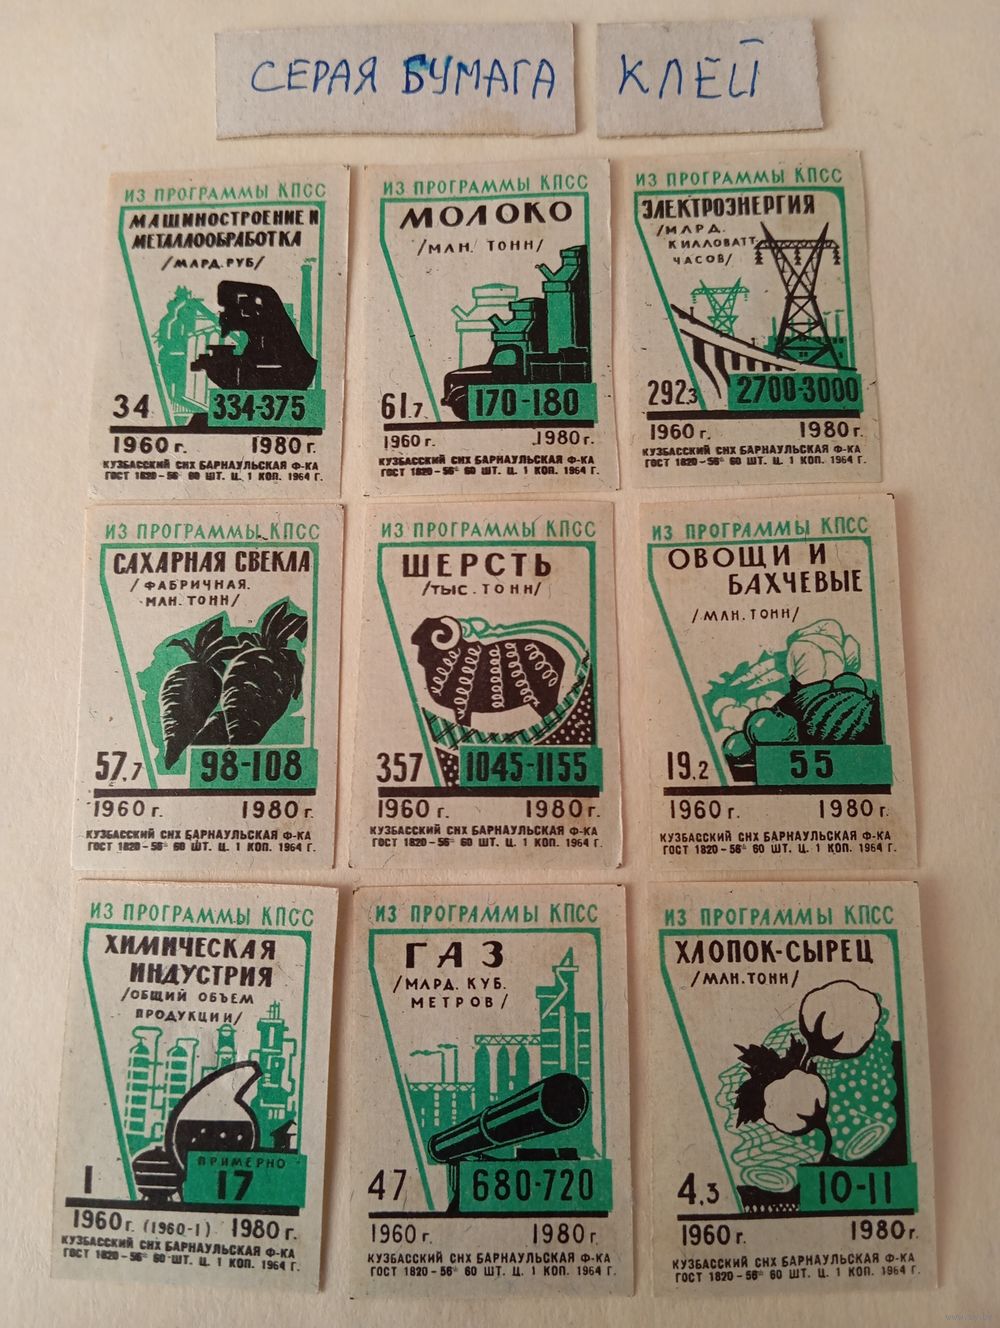 СЕРАЯ БУМАГА
КЛЕЙ
ИЗ ПРОГРАММЫ КПСС
МАШИНОСТРОЕНИЕ И
МЕТАЛЛООБРАБОТКА
/МЛРД. РУБ/
34
334-375
1960 г. 1980 г.
КУЗБАССКИЙ СНХ БАРНАУЛЬСКАЯ Ф-КА
ГОСТ 1820-56 60 ШТ. Ц. 1 КОП. 1964 г.
ИЗ ПРОГРАММЫ КПСС
МОЛОКО
/МЛН. ТОНН/
61.7
170-180
1960 г. 1980 г.
КУЗБАССКИЙ СНХ БАРНАУЛЬСКАЯ Ф-КА
ГОСТ 1820-56 60 ШТ. Ц. 1 КОП. 1964 г.
ИЗ ПРОГРАММЫ КПСС
ЭЛЕКТРОЭНЕРГИЯ
/МЛРД.
КИЛЛОВАТТ
ЧАСОВ/
292,3
2700-3000
1960 г. 1980 г.
КУЗБАССКИЙ СНХ БАРНАУЛЬСКАЯ Ф-КА
ГОСТ 1820-56 60 ШТ. Ц. 1 КОП. 1964 г.
ИЗ ПРОГРАММЫ КПСС
САХАРНАЯ СВЕКЛА
/ФАБРИЧНАЯ.
МЛН. ТОНН/
57,7
98-108
1960 г. 1980 г.
КУЗБАССКИЙ СНХ БАРНАУЛЬСКАЯ Ф-КА
ГОСТ 1820-56 60 ШТ. Ц. 1 КОП. 1964 г.
ИЗ ПРОГРАММЫ КПСС
ШЕРСТЬ
/ТЫС. ТОНН/
357
1045-1155
1960 г. 1980 г.
КУЗБАССКИЙ СНХ БАРНАУЛЬСКАЯ Ф-КА
ГОСТ 1820-56 60 ШТ. Ц. 1 КОП. 1964 г.
ИЗ ПРОГРАММЫ КПСС
ОВОЩИ И
БАХЧЕВЫЕ
/МЛН. ТОНН/
19.2
55
1960 г. 1980 г.
КУЗБАССКИЙ СНХ БАРНАУЛЬСКАЯ Ф-КА
ГОСТ 1820-56 60 ШТ. Ц. 1 КОП. 1964 г.
ИЗ ПРОГРАММЫ КПСС
ХИМИЧЕСКАЯ
ИНДУСТРИЯ
/ОБЩИЙ ОБЪЕМ
ПРОДУКЦИИ/
ПРИМЕРНО
1
17
1960 г. (1960-1) 1980 г.
КУЗБАССКИЙ СНХ БАРНАУЛЬСКАЯ Ф-КА
ГОСТ 1820-56 60 ШТ. Ц. 1 КОП. 1964 г.
ИЗ ПРОГРАММЫ КПСС
ГАЗ
/МЛРД. КУБ.
МЕТРОВ/
47
680-720
1960 г. 1980 г.
КУЗБАССКИЙ СНХ БАРНАУЛЬСКАЯ Ф-КА
ГОСТ 1820-56 60 ШТ. Ц. 1 КОП. 1964 г.
ИЗ ПРОГРАММЫ КПСС
ХЛОПОК-СЫРЕЦ
/МЛН. ТОНН/
4,3
10-11
1960 г. 1980 г.
КУЗБАССКИЙ СНХ БАРНАУЛЬСКАЯ Ф-КА
ГОСТ 1820-56 60 ШТ. Ц. 1 КОП. 1964 г.